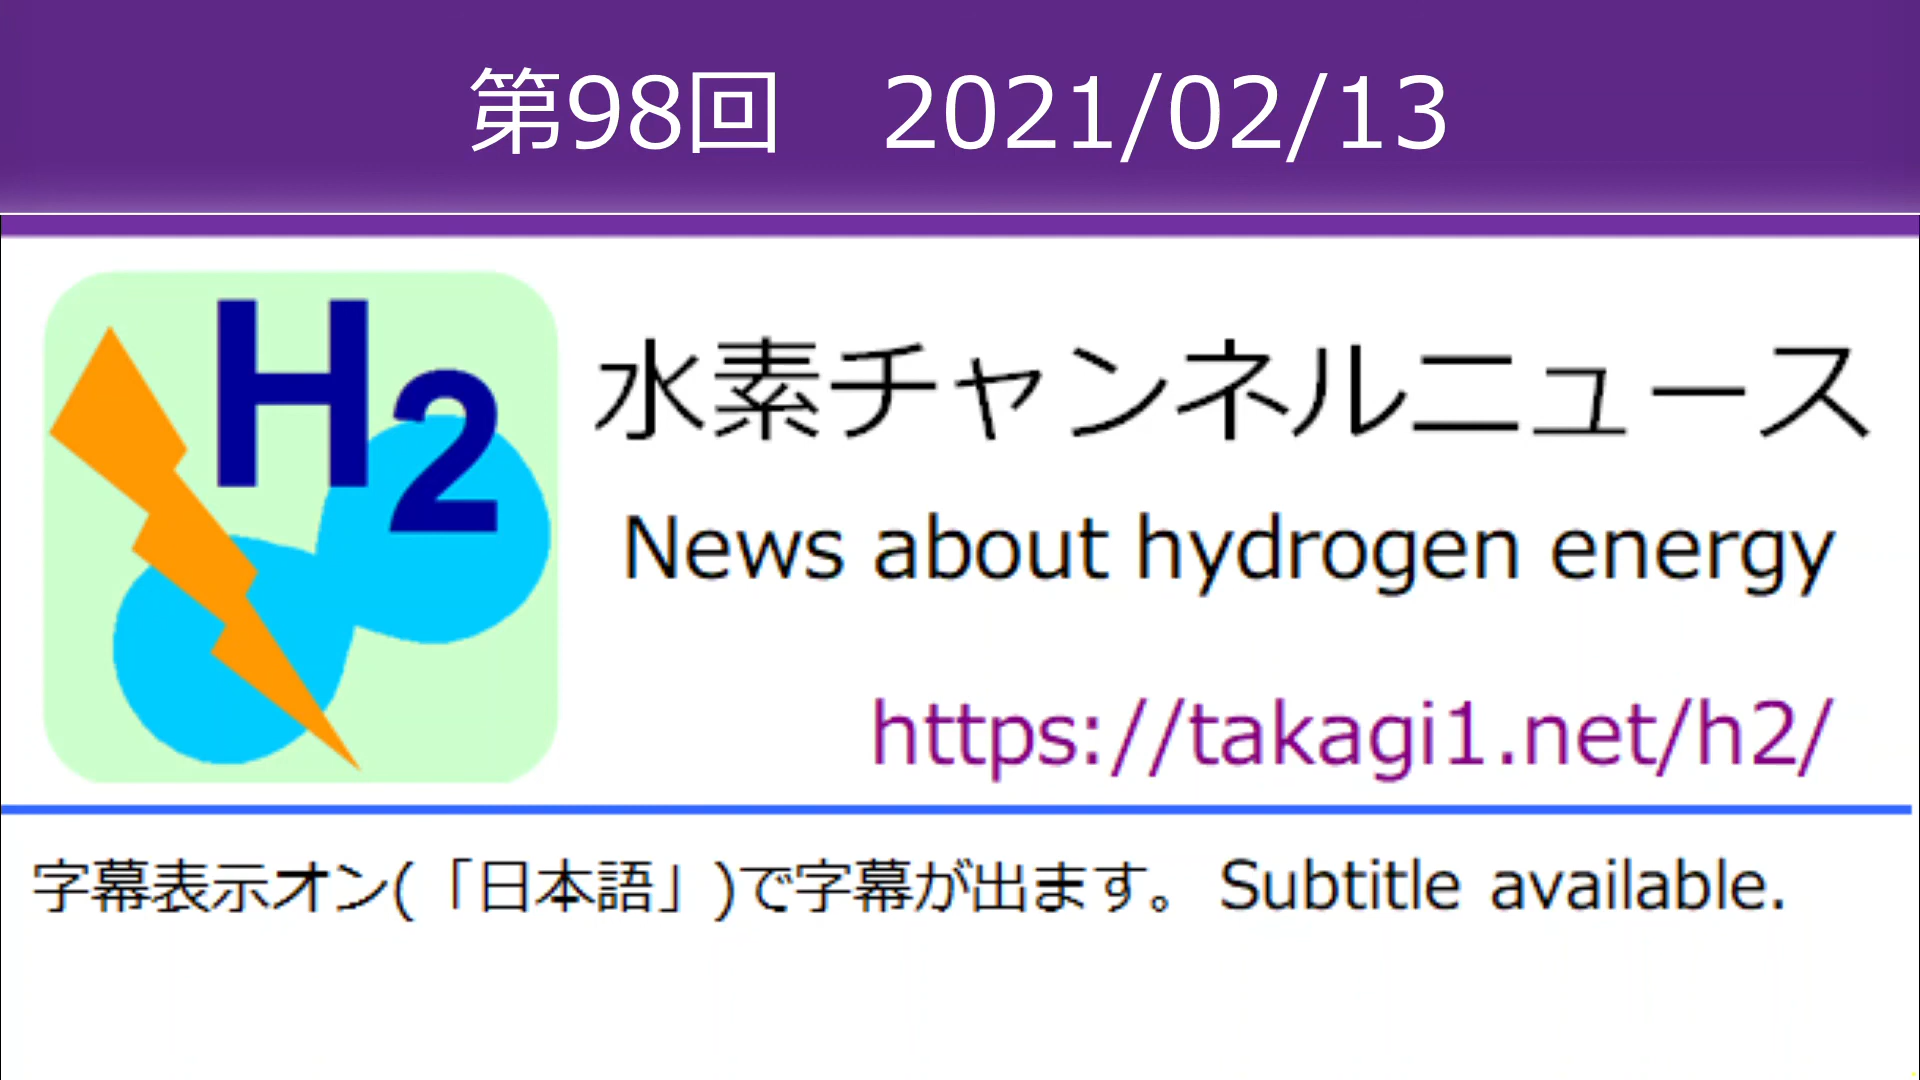 第98回　2021/02/13
H2
水素チャンネルニュース
News about hydrogen energy
https://takagi1.net/h2/
字幕表示オン(「日本語」)で字幕が出ます。 Subtitle available.